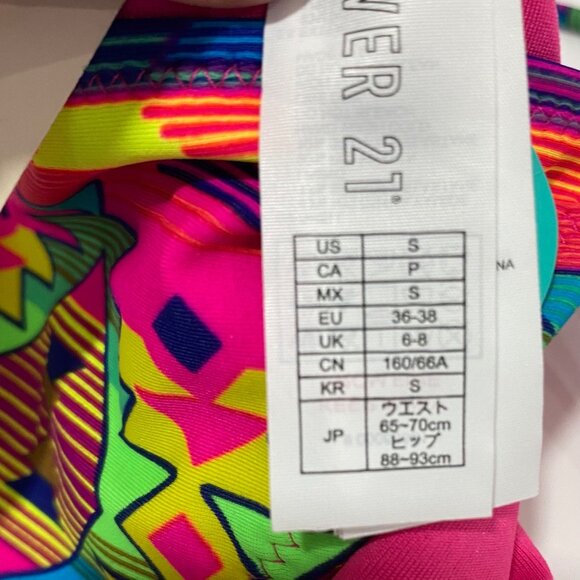 VER 21®
US S
CA P
MX S
EU 36-38
UK 6-8
CN 160/66A
KR S
JP ウエスト
65~70cm
ヒップ
88~93cm
NA